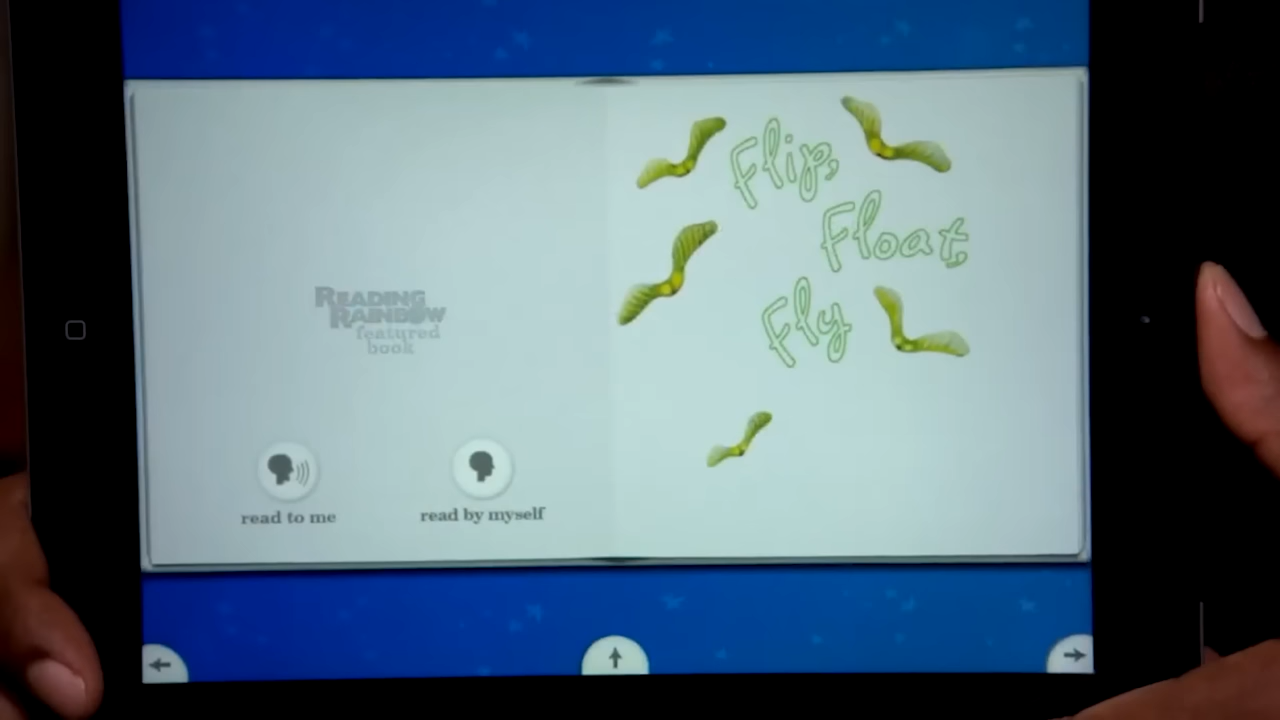 READING
RAINBOW
featured
book
read to me
read by myself
Flip,
Float,
Fly